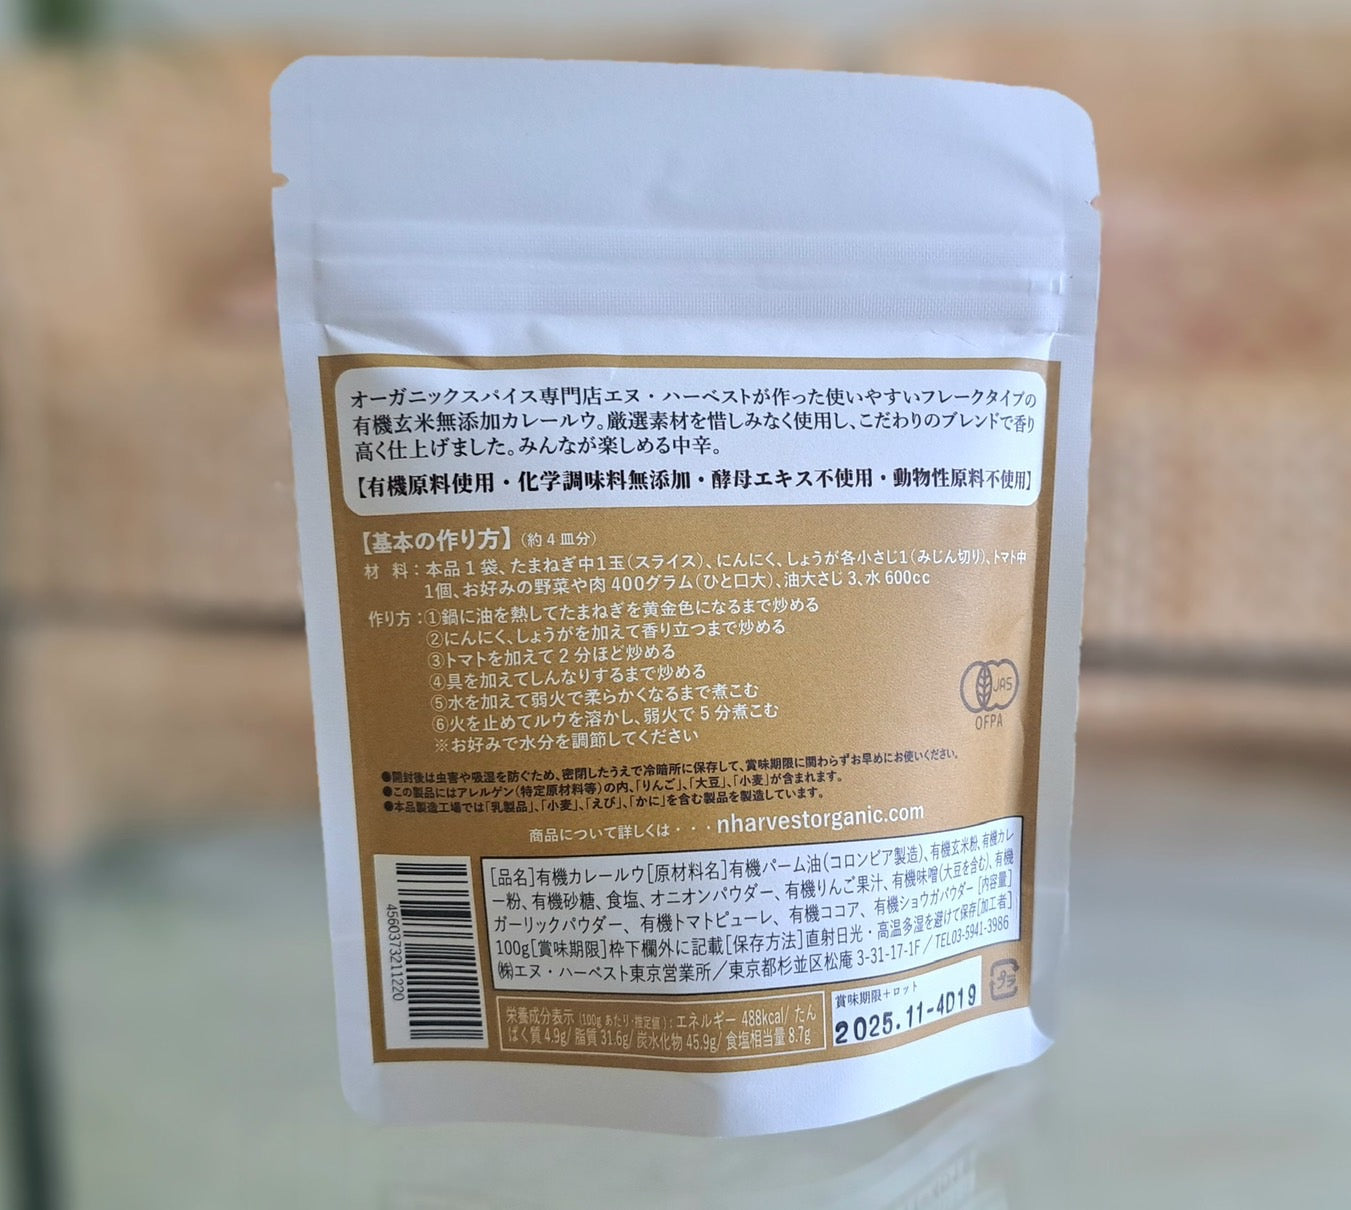 オーガニックスパイス専門店エヌ・ハーベストが作った使いやすいフレークタイプの
有機玄米無添加カレールウ。厳選素材を惜しみなく使用し、こだわりのブレンドで香り
高く仕上げました。みんなが楽しめる中辛。
【有機原料使用・化学調味料無添加・酵母エキス不使用・動物性原料不使用】
【基本の作り方】（約4皿分）
材 料：本品1袋、たまねぎ中1玉（スライス）、にんにく、しょうが各小さじ1（みじん切り）、トマト中
1個、お好みの野菜や肉400グラム（ひと口大）、油大さじ3、水600cc
作り方：①鍋に油を熱してたまねぎを黄金色になるまで炒める
②にんにく、しょうがを加えて香り立つまで炒める
③トマトを加えて2分ほど炒める
④具を加えてしんなりするまで炒める
⑤水を加えて弱火で柔らかくなるまで煮こむ
⑥火を止めてルウを溶かし、弱火で5分煮こむ
※お好みで水分を調節してください
JAS
OFPA
●開封後は虫害や吸湿を防ぐため、密閉したうえで冷暗所に保存して、賞味期限に関わらずお早めにお使いください。
●この製品にはアレルゲン（特定原材料等）の内、「りんご」、「大豆」、「小麦」が含まれます。
●本品製造工場では「乳製品」、「小麦」、「えび」、「かに」を含む製品を製造しています。
商品について詳しくは・・・nharvestorganic.com
4560373211220
[品名]有機カレールウ[原材料名]有機パーム油（コロンビア製造）、有機玄米粉、有機カレ
ー粉、有機砂糖、食塩、オニオンパウダー、有機りんご果汁、有機味噌（大豆を含む）、有機
ガーリックパウダー、有機トマトピューレ、有機ココア、有機ショウガパウダー[内容量]
100g[賞味期限]枠下欄外に記載[保存方法]直射日光・高温多湿を避けて保存[加工者]
㈱エヌ・ハーベスト東京営業所／東京都杉並区松庵3-31-17-1F／TEL03-5941-3986
栄養成分表示（100gあたり・推定値）：エネルギー 488kcal/ たん
ぱく質 4.9g/ 脂質 31.6g/ 炭水化物 45.9g/ 食塩相当量 8.7g
賞味期限＋ロット
2025.11-4D19
プラ